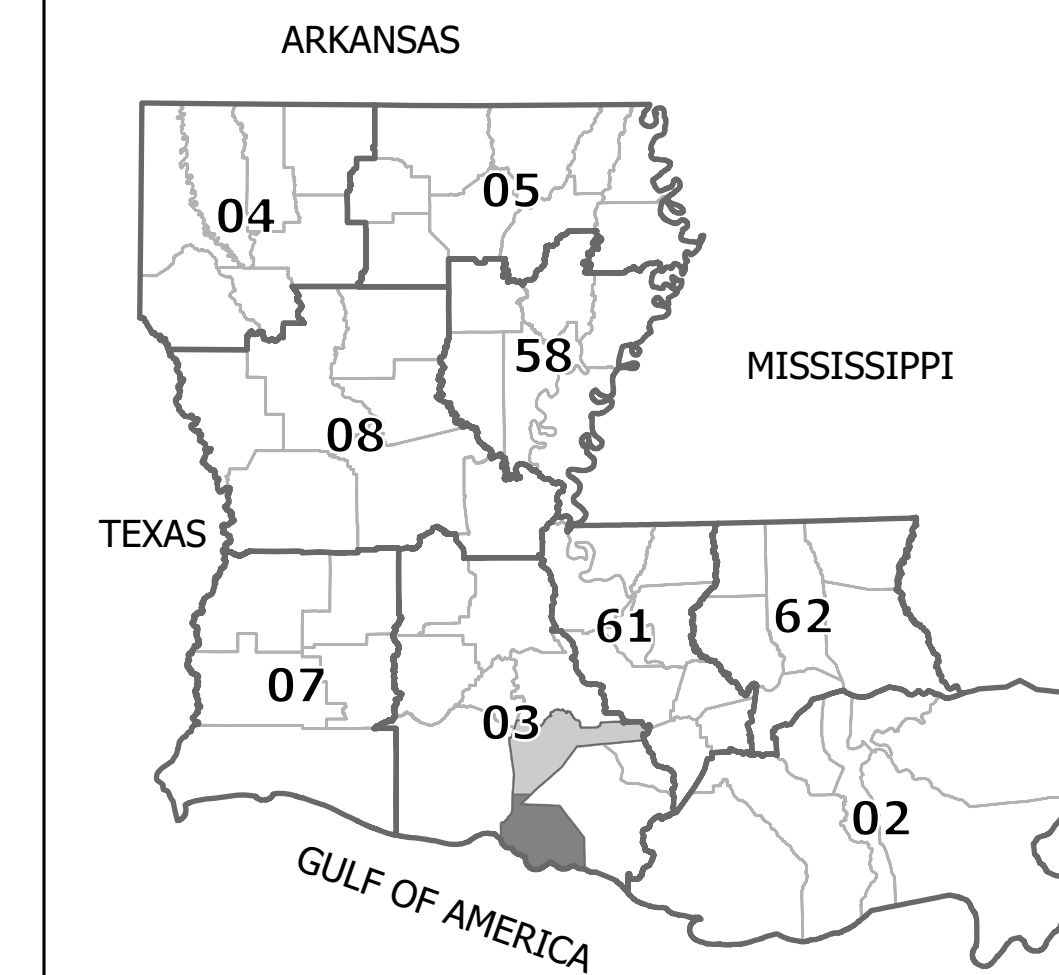 ARKANSAS
04
05
58
MISSISSIPPI
08
TEXAS
61
62
07
03
02
GULF OF AMERICA